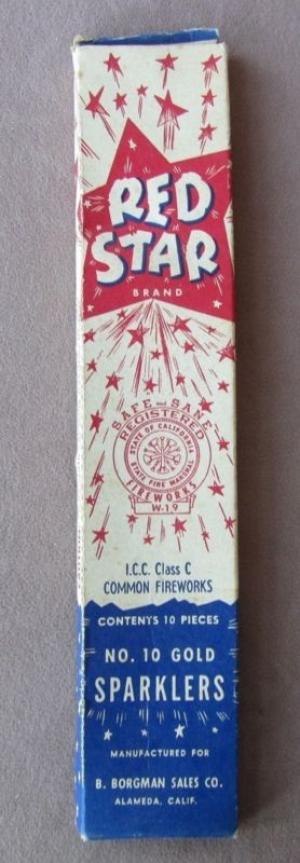 RED
STAR
BRAND
SAFE and SANE
REGISTERED
STATE OF CALIFORNIA
STATE FIRE MARSHAL
FIREWORKS
W-19
I.C.C. Class C
COMMON FIREWORKS
CONTENTS 10 PIECES
NO. 10 GOLD
SPARKLERS
MANUFACTURED FOR
B. BORGMAN SALES CO.
ALAMEDA, CALIF.